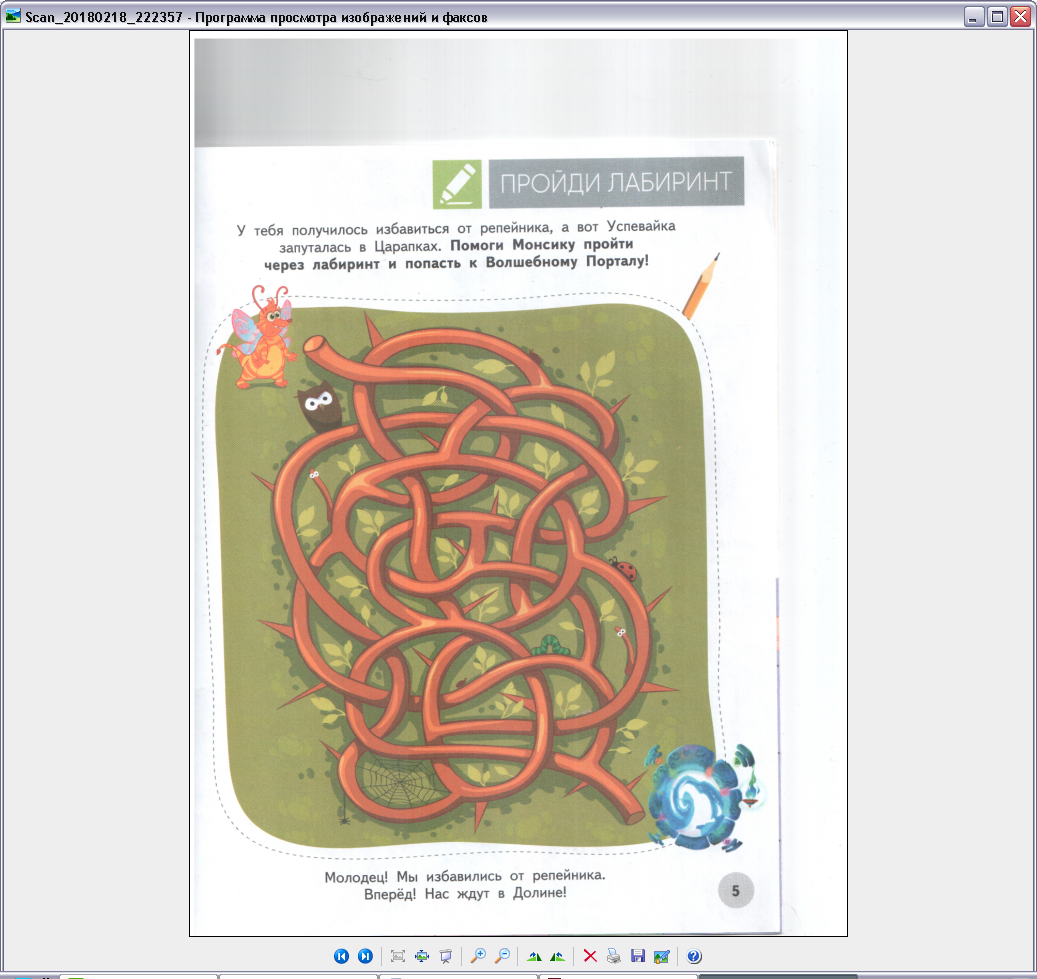 Scan_20180218_222357 - Программа просмотра изображений и факсов
ПРОЙДИ ЛАБИРИНТ
У тебя получилось избавиться от репейника, а вот Успевайка
запуталась в Царапках. Помоги Монсику пройти
через лабиринт и попасть к Волшебному Порталу!
Молодец! Мы избавились от репейника.
Вперёд! Нас ждут в Долине!
5